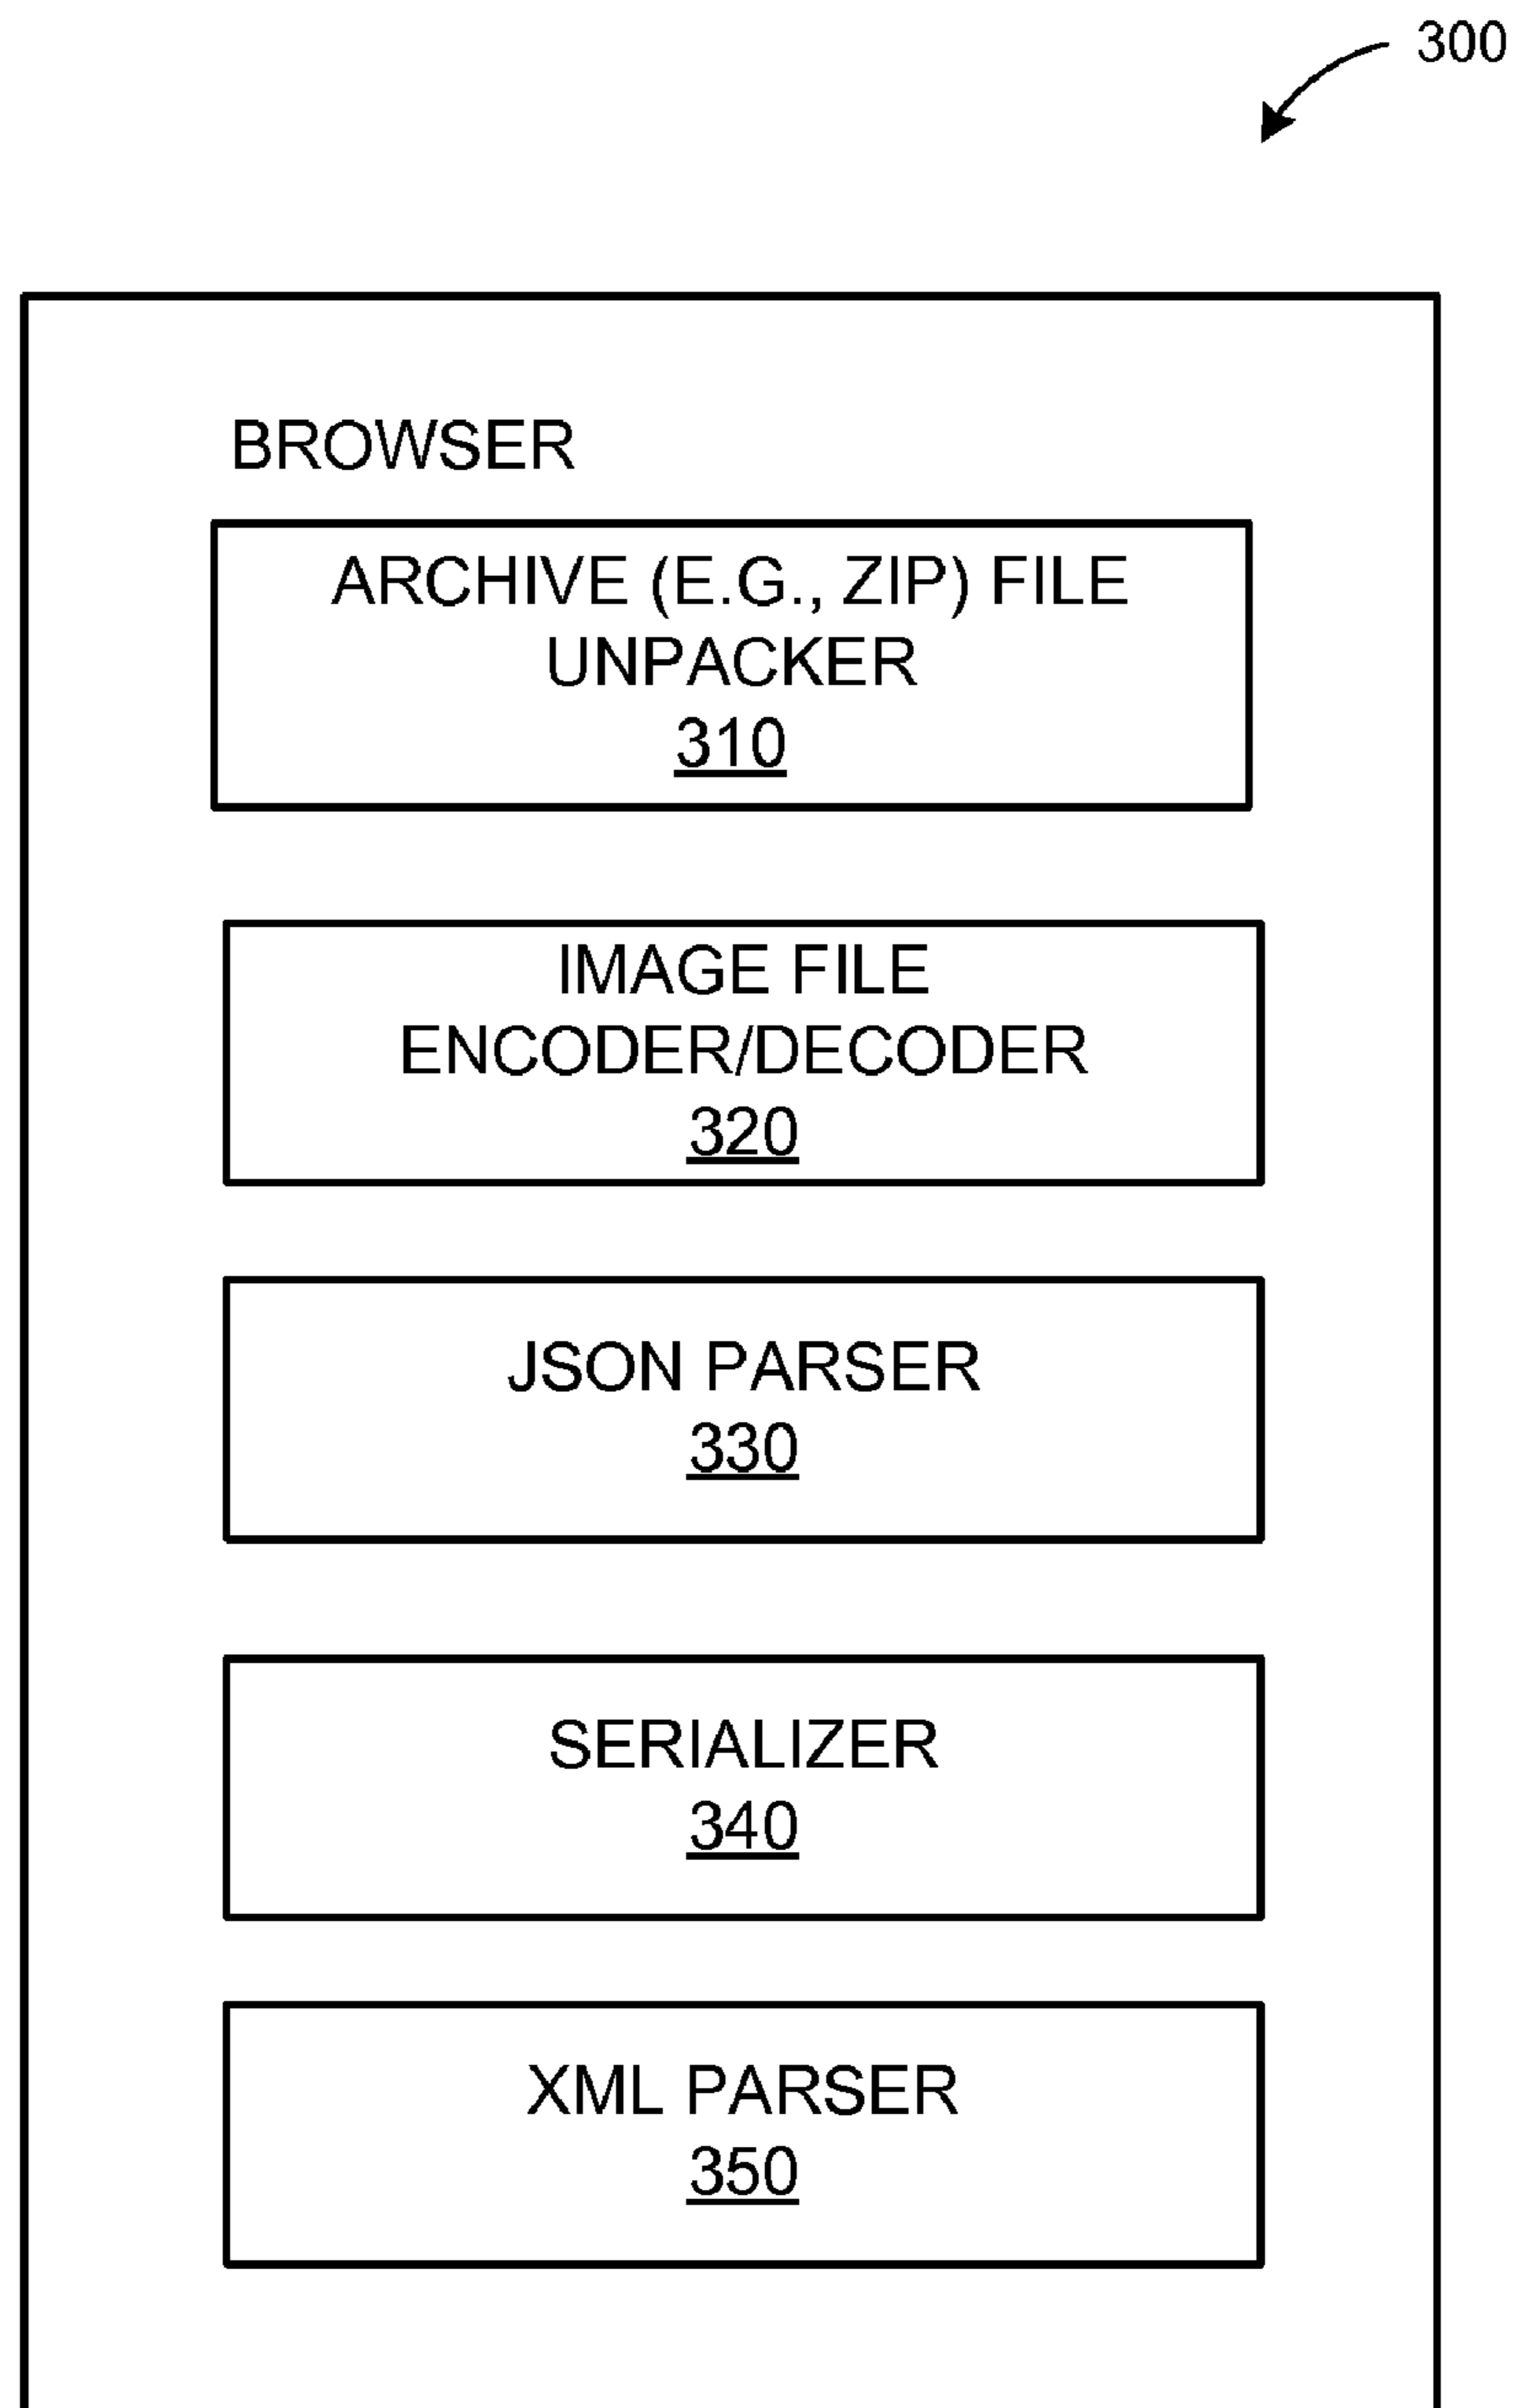 300
BROWSER
ARCHIVE (E.G., ZIP) FILE
UNPACKER
310
IMAGE FILE
ENCODER/DECODER
320
JSON PARSER
330
SERIALIZER
340
XML PARSER
350